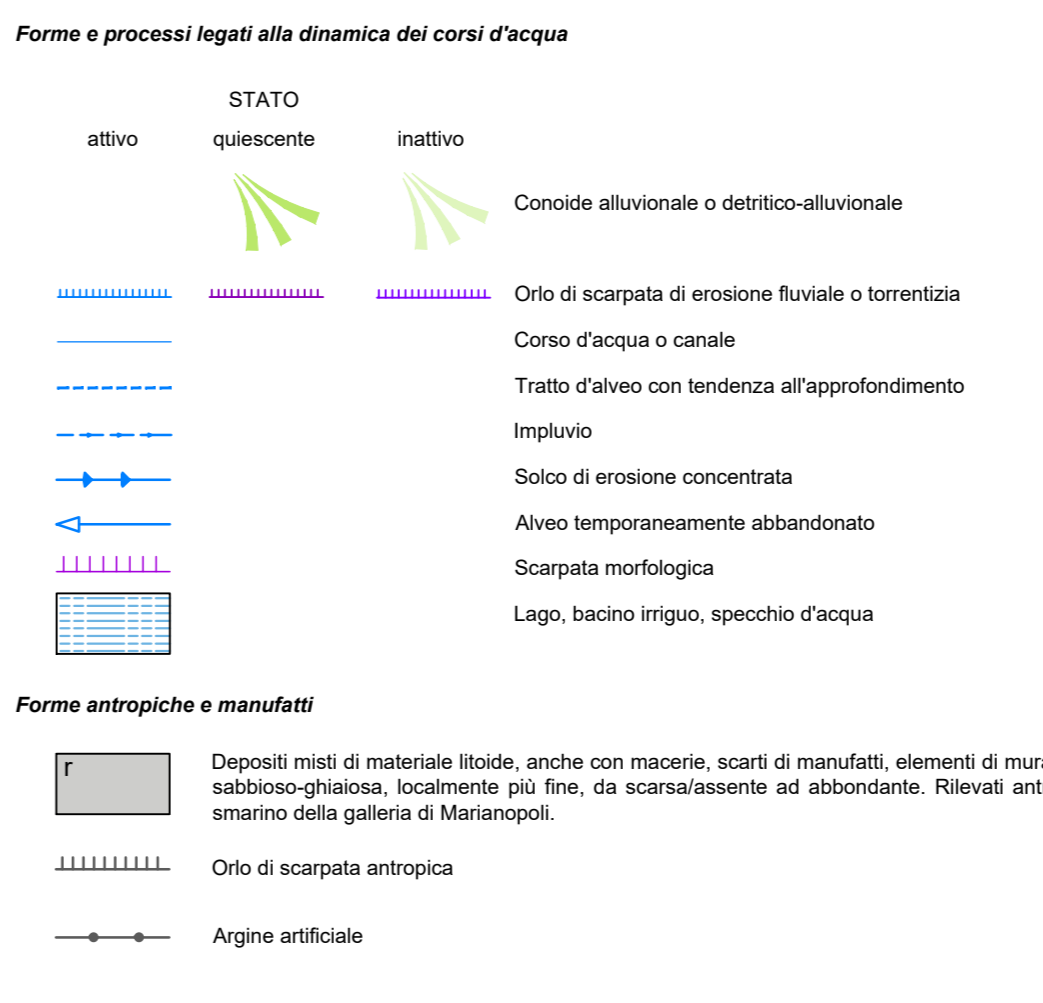 Forme e processi legati alla dinamica dei corsi d'acqua
STATO
attivo quiescente inattivo
Conoide alluvionale o detritico-alluvionale
Orlo di scarpata di erosione fluviale o torrentizia
Corso d'acqua o canale
Tratto d'alveo con tendenza all'approfondimento
Impluvio
Solco di erosione concentrata
Alveo temporaneamente abbandonato
Scarpata morfologica
Lago, bacino irriguo, specchio d'acqua
Forme antropiche e manufatti
r
Depositi misti di materiale litoide, anche con macerie, scarti di manufatti, elementi di
sabbioso-ghiaiosa, localmente più fine, da scarsa/assente ad abbondante. Rilevati
smarino della galleria di Marianopoli.
Orlo di scarpata antropica
Argine artificiale